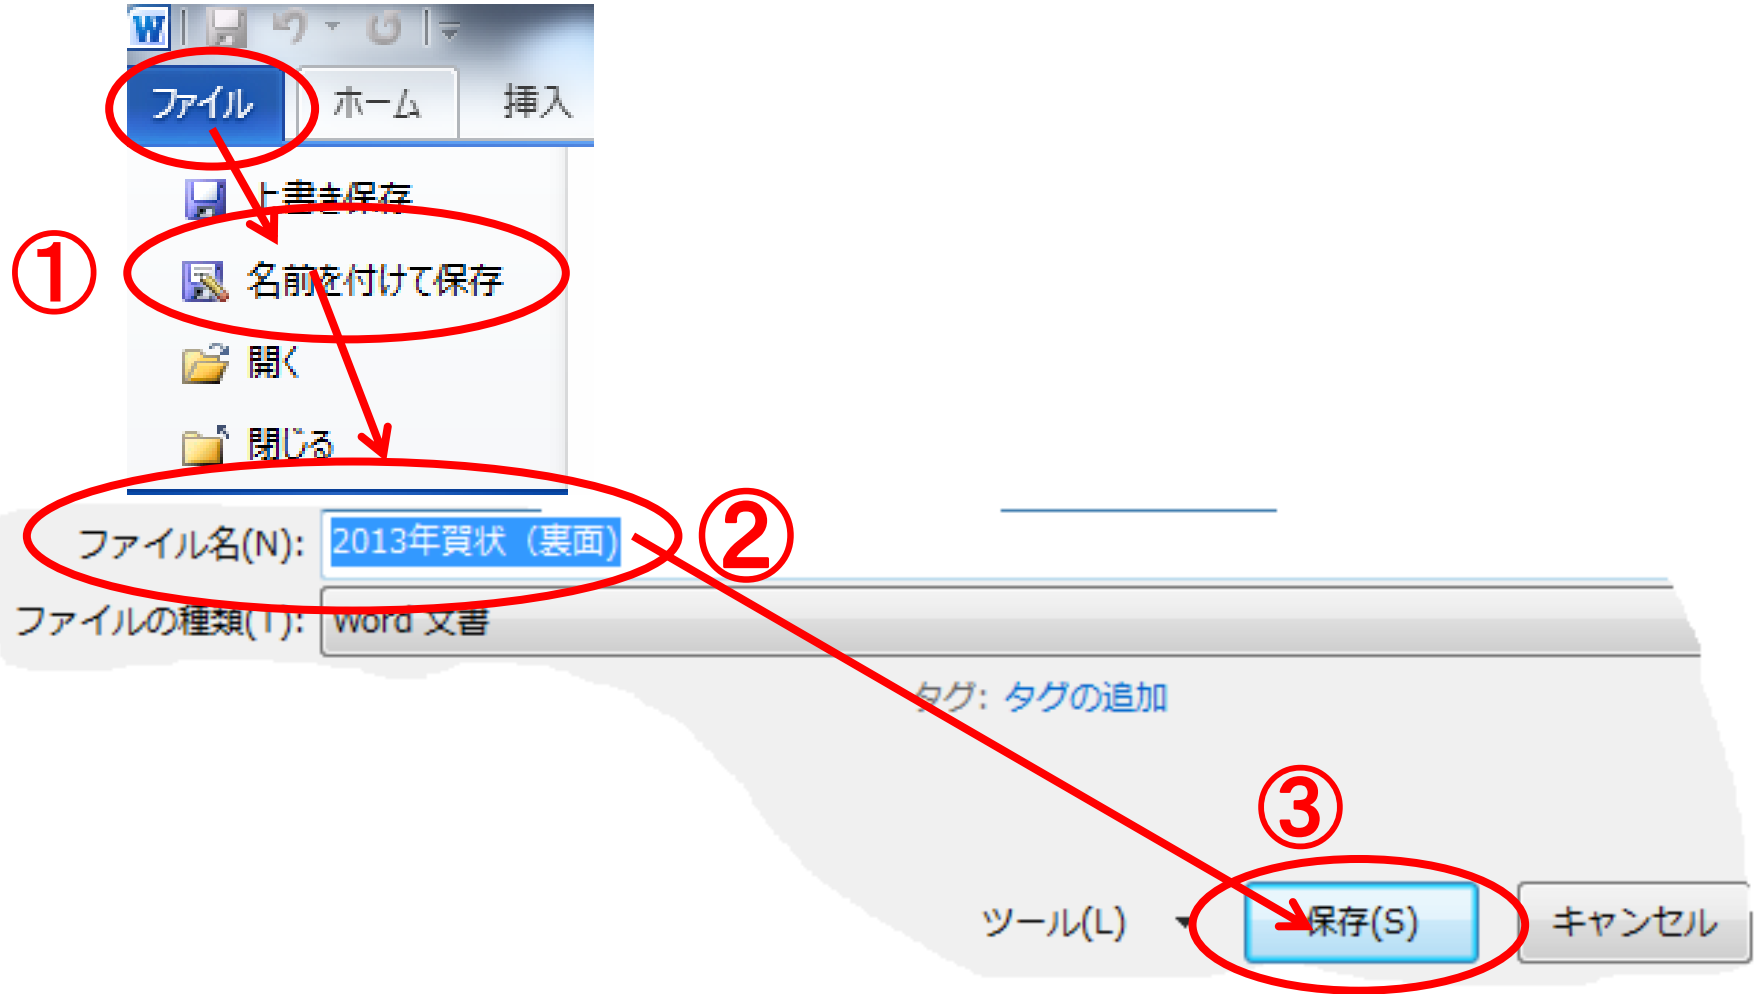 W
ファイル ホーム 挿入
上書き保存
① 名前を付けて保存
開く
閉じる
ファイル名(N): 2013年賀状（裏面) ②
ファイルの種類(T): Word 文書
タグ: タグの追加
③
ツール(L) 保存(S) キャンセル